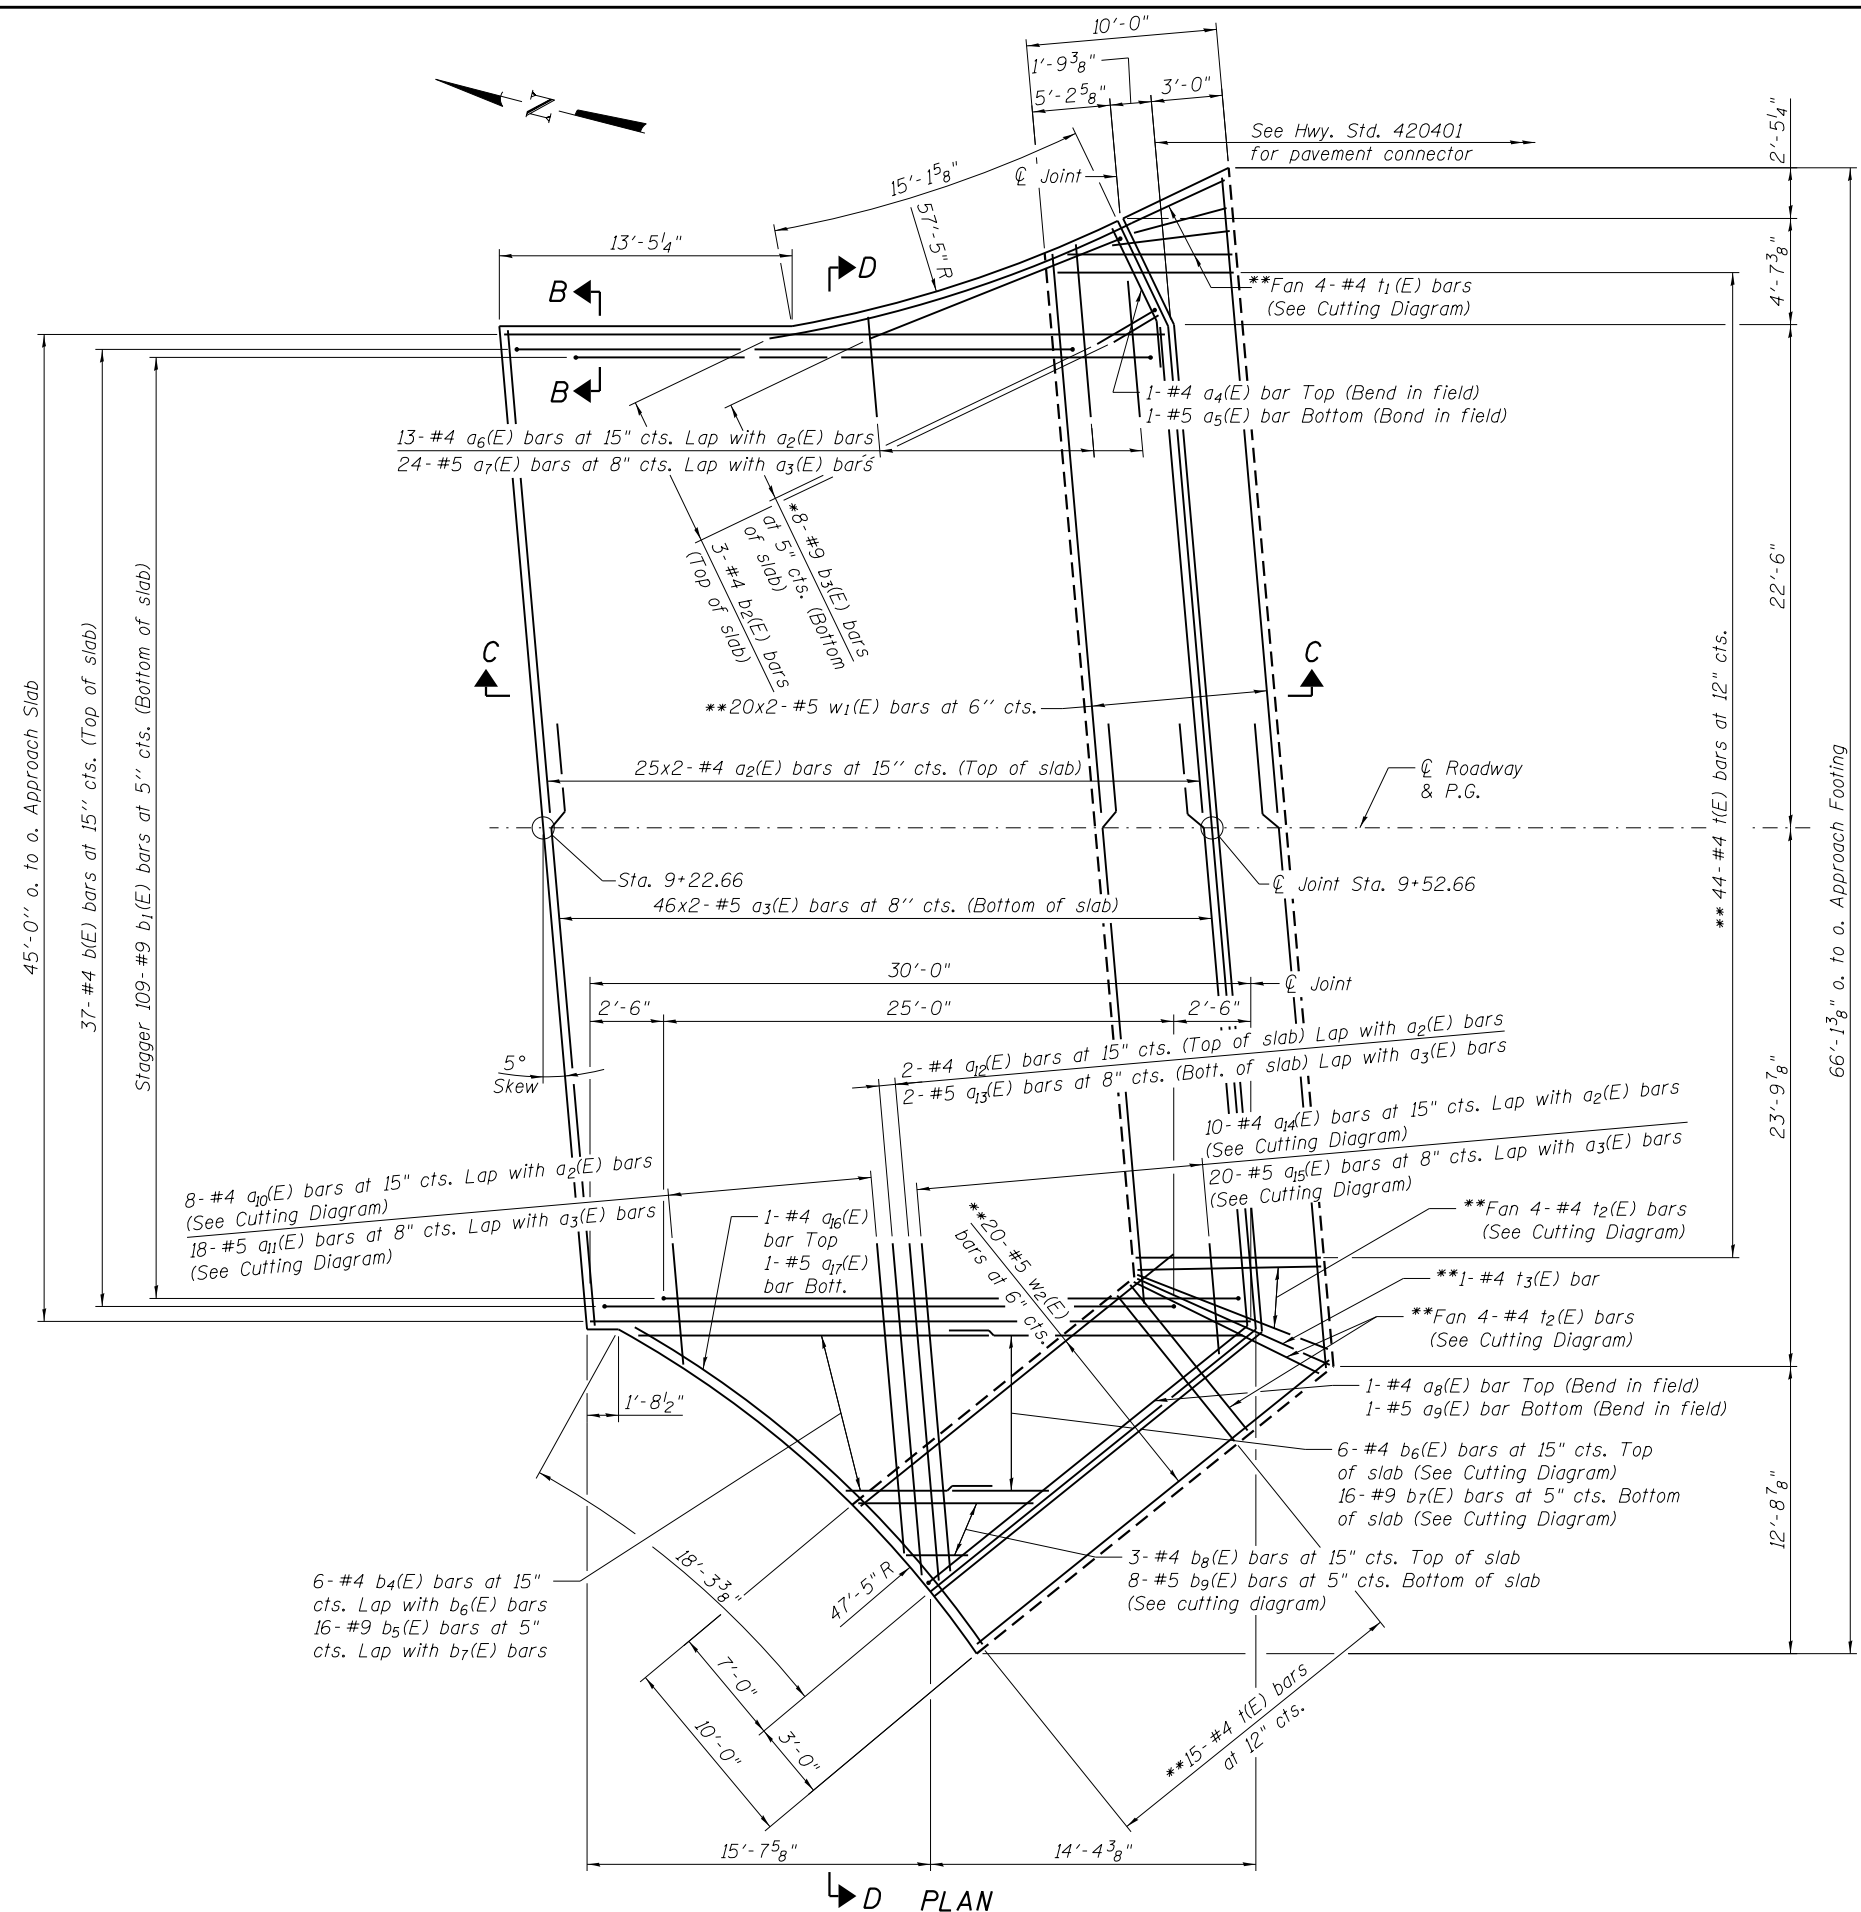 10'-0"
1'-9 3/8"
5'-2 5/8"
3'-0"
N
See Hwy. Std. 420401
for pavement connector
2'-5 1/4"
15'-1 5/8"
℄ Joint
57'-5" R
13'-5 1/4"
4'-7 3/8"
B
D
**Fan 4-#4 t1(E) bars
(See Cutting Diagram)
B
1-#4 a4(E) bar Top (Bend in field)
1-#5 a5(E) bar Bottom (Bond in field)
13-#4 a6(E) bars at 15" cts. Lap with a2(E) bars
24-#5 a7(E) bars at 8" cts. Lap with a3(E) bars
*8-#9 b3(E) bars
at 5" cts. (Bottom
of slab)
3-#4 b2(E) bars
(Top of slab)
22'-6"
45'-0" o. to o. Approach Slab
37-#4 b(E) bars at 15" cts. (Top of slab)
Stagger 109-#9 b1(E) bars at 5" cts. (Bottom of slab)
C
C
**20x2-#5 w1(E) bars at 6" cts.
** 44-#4 t(E) bars at 12" cts.
66'-1 3/8" o. to o. Approach Footing
25x2-#4 a2(E) bars at 15" cts. (Top of slab)
℄ Roadway
& P.G.
Sta. 9+22.66
℄ Joint Sta. 9+52.66
46x2-#5 a3(E) bars at 8" cts. (Bottom of slab)
30'-0"
℄ Joint
2'-6"
25'-0"
2'-6"
5°
Skew
2-#4 a12(E) bars at 15" cts. (Top of slab) Lap with a2(E) bars
2-#5 a13(E) bars at 8" cts. (Bott. of slab) Lap with a3(E) bars
23'-9 7/8"
10-#4 a14(E) bars at 15" cts. Lap with a2(E) bars
(See Cutting Diagram)
20-#5 a15(E) bars at 8" cts. Lap with a3(E) bars
(See Cutting Diagram)
8-#4 a10(E) bars at 15" cts. Lap with a2(E) bars
(See Cutting Diagram)
18-#5 a11(E) bars at 8" cts. Lap with a3(E) bars
(See Cutting Diagram)
1-#4 a16(E)
bar Top
1-#5 a17(E)
bar Bott.
**20-#5 w2(E)
bars at 6" cts.
**Fan 4-#4 t2(E) bars
(See Cutting Diagram)
**1-#4 t3(E) bar
**Fan 4-#4 t2(E) bars
(See Cutting Diagram)
1'-8 1/2"
1-#4 a8(E) bar Top (Bend in field)
1-#5 a9(E) bar Bottom (Bend in field)
6-#4 b6(E) bars at 15" cts. Top
of slab (See Cutting Diagram)
16-#9 b7(E) bars at 5" cts. Bottom
of slab (See Cutting Diagram)
12'-8 7/8"
3-#4 b8(E) bars at 15" cts. Top of slab
8-#5 b9(E) bars at 5" cts. Bottom of slab
(See cutting diagram)
6-#4 b4(E) bars at 15"
cts. Lap with b6(E) bars
16-#9 b5(E) bars at 5"
cts. Lap with b7(E) bars
18'-3 3/8"
47'-5" R
7'-0"
10'-0"
3'-0"
**15-#4 t(E) bars
at 12" cts.
15'-7 5/8"
14'-4 3/8"
D
PLAN